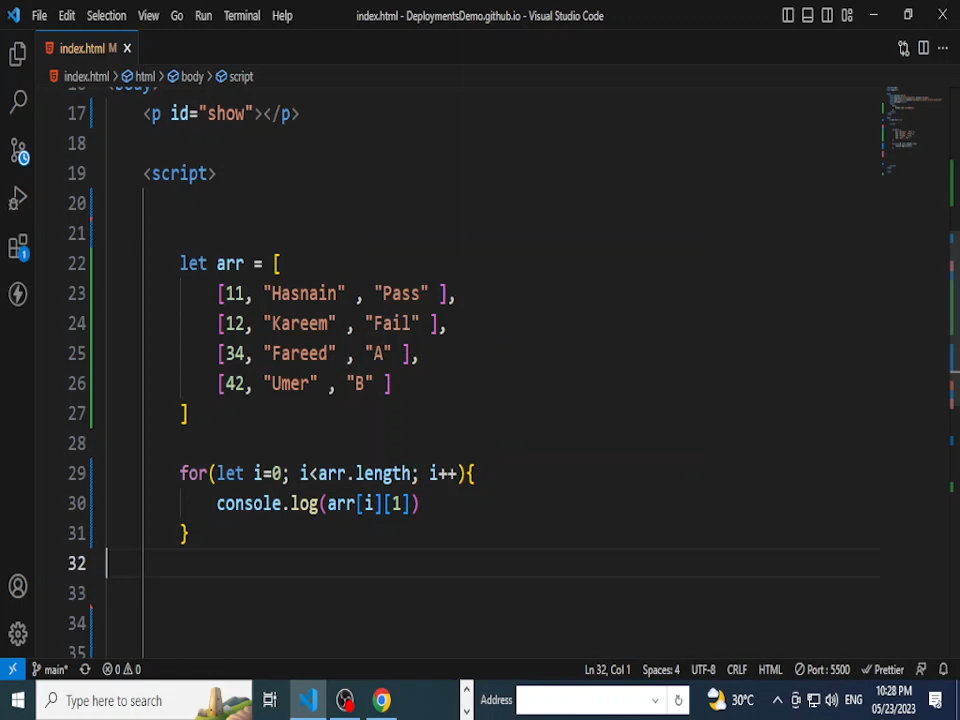 File Edit Selection View Go Run Terminal Help index.html - DeploymentsDemo.github.io - Visual Studio Code
index.html M
index.html > html > body > script
17 <p id="show"></p>
18
19 <script>
20
21
22 let arr = [
23 [11, "Hasnain" , "Pass" ],
24 [12, "Kareem" , "Fail" ],
25 [34, "Fareed" , "A" ],
26 [42, "Umer" , "B" ]
27 ]
28
29 for(let i=0; i<arr.length; i++){
30 console.log(arr[i][1])
31 }
32
33
34
35
1
main* 0 0 Ln 32, Col 1 Spaces: 4 UTF-8 CRLF HTML Port : 5500 Prettier
Type here to search Address 30°C ENG 10:28 PM
05/23/2023